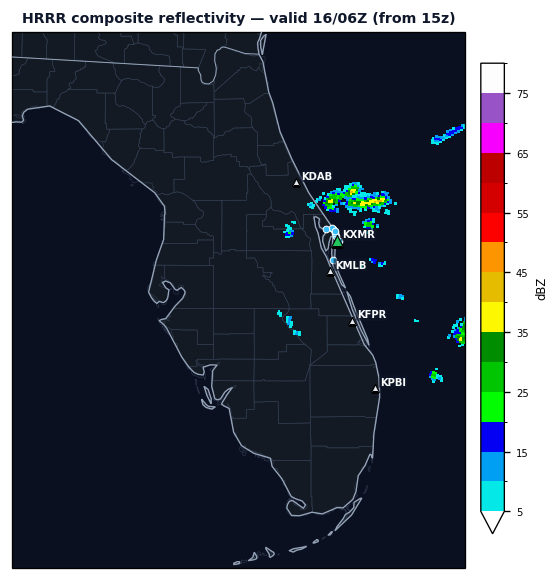 HRRR composite reflectivity — valid 16/06Z (from 15z)
75
65
55
45
35
25
15
5
dBZ
KDAB
KXMR
KMLB
KFPR
KPBI